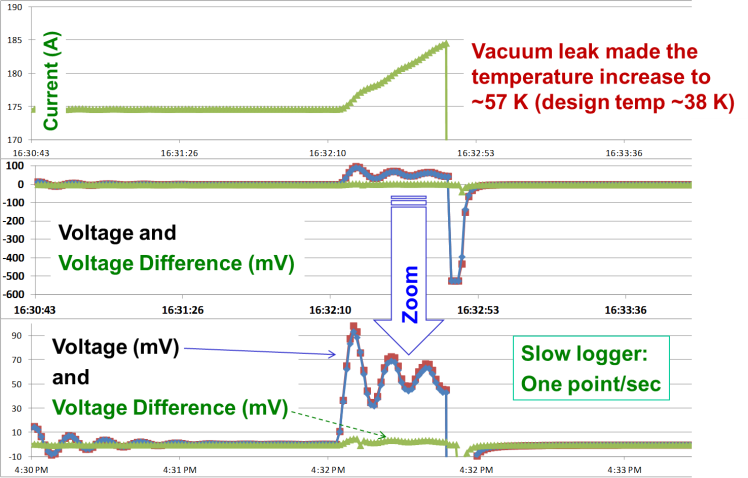 190
185
180
175
170
Current (A)
Vacuum leak made the
temperature increase to
~57 K (design temp ~38 K)
16:30:43 16:31:26 16:32:10 16:32:53 16:33:36
100
0
-100
-200
-300
-400
-500
-600
Voltage and
Voltage Difference (mV)
16:30:43 16:31:26 16:32:10 16:32:53 16:33:36
Zoom
90
70
50
30
10
-10
Voltage (mV)
and
Voltage Difference (mV)
Slow logger:
One point/sec
4:30 PM 4:31 PM 4:32 PM 4:32 PM 4:33 PM